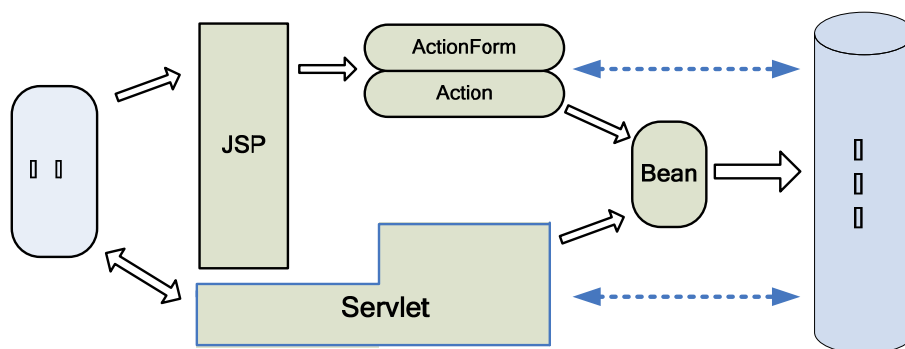 ActionForm
Action
JSP
Bean
Servlet